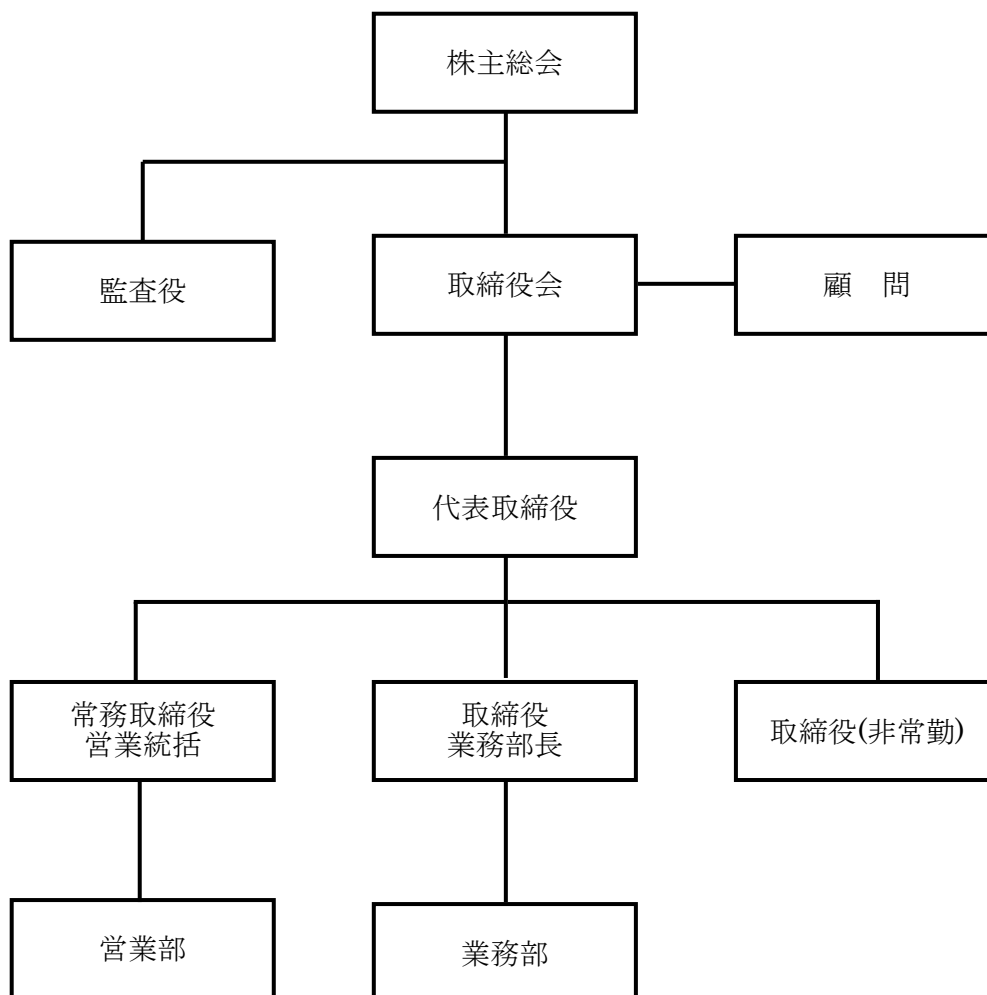 株主総会
監査役
取締役会
顧　問
代表取締役
常務取締役
営業統括
取締役
業務部長
取締役(非常勤)
営業部
業務部